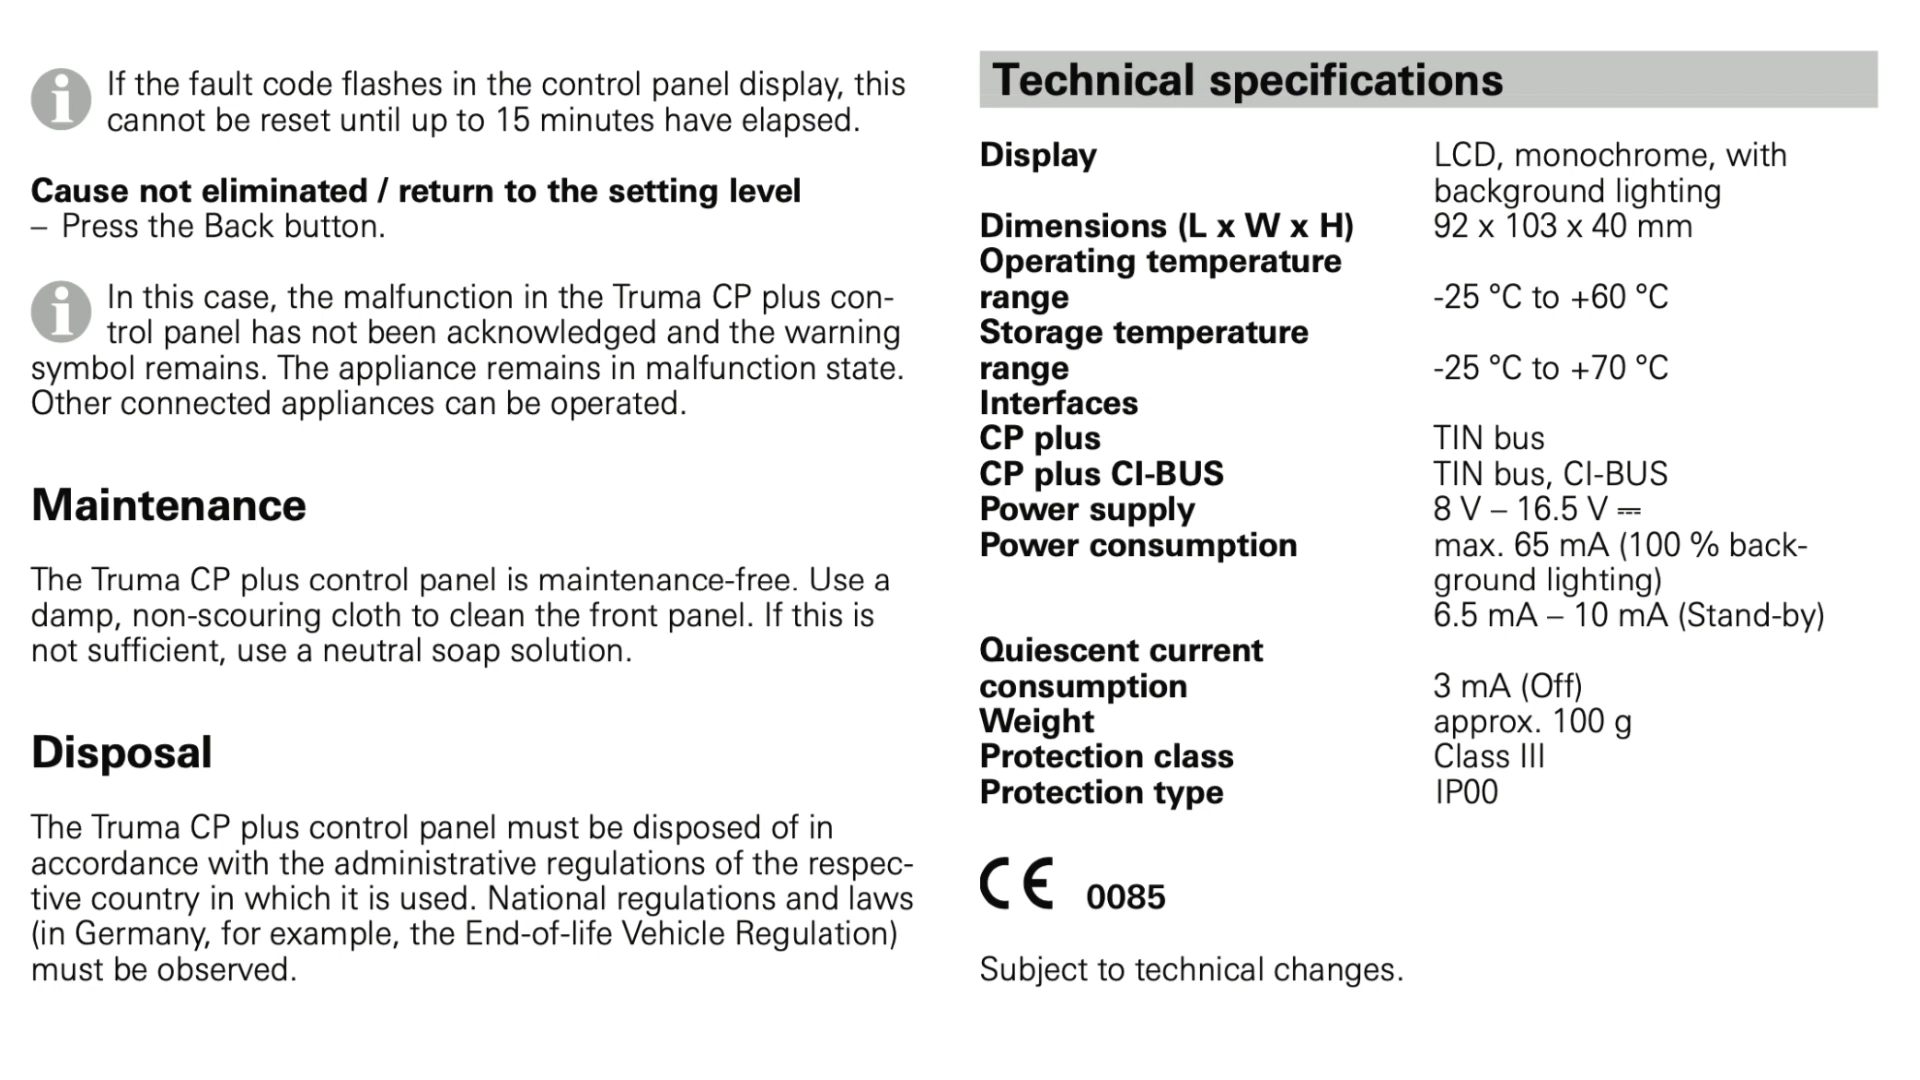 If the fault code flashes in the control panel display, this
cannot be reset until up to 15 minutes have elapsed.
Cause not eliminated / return to the setting level
– Press the Back button.
In this case, the malfunction in the Truma CP plus con-
trol panel has not been acknowledged and the warning
symbol remains. The appliance remains in malfunction state.
Other connected appliances can be operated.
Maintenance
The Truma CP plus control panel is maintenance-free. Use a
damp, non-scouring cloth to clean the front panel. If this is
not sufficient, use a neutral soap solution.
Disposal
The Truma CP plus control panel must be disposed of in
accordance with the administrative regulations of the respec-
tive country in which it is used. National regulations and laws
(in Germany, for example, the End-of-life Vehicle Regulation)
must be observed.
Technical specifications
Display LCD, monochrome, with
background lighting
Dimensions (L x W x H) 92 x 103 x 40 mm
Operating temperature
range -25 °C to +60 °C
Storage temperature
range -25 °C to +70 °C
Interfaces
CP plus TIN bus
CP plus CI-BUS TIN bus, CI-BUS
Power supply 8 V – 16.5 V ⎓
Power consumption max. 65 mA (100 % back-
ground lighting)
6.5 mA – 10 mA (Stand-by)
Quiescent current
consumption 3 mA (Off)
Weight approx. 100 g
Protection class Class III
Protection type IP00
CE 0085
Subject to technical changes.